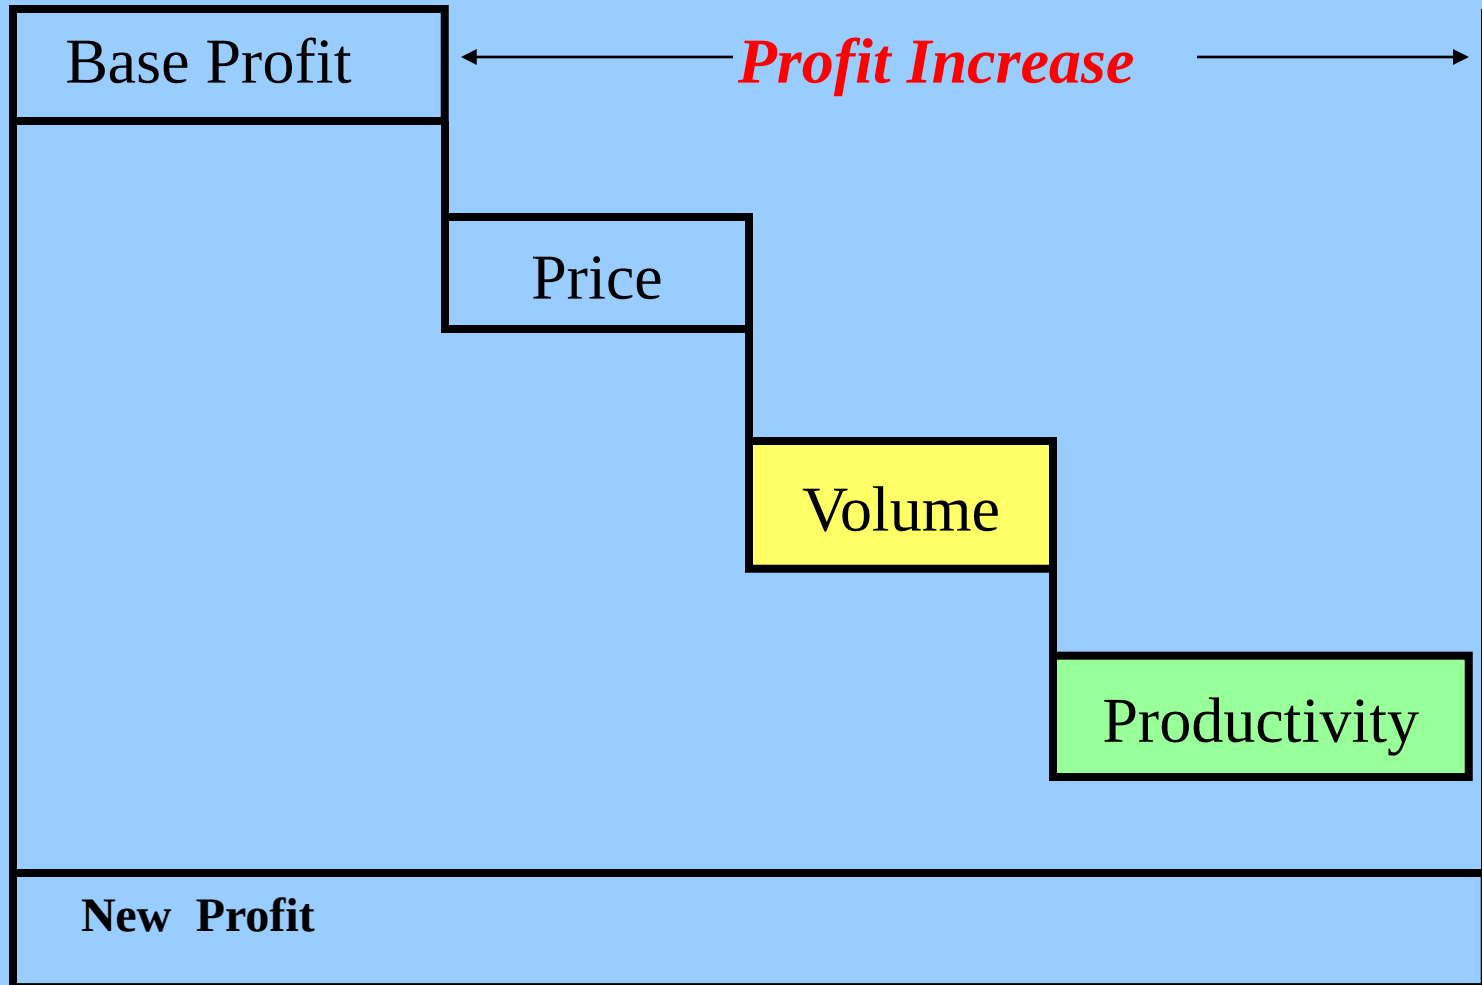 Base Profit
Profit Increase
Price
Volume
Productivity
New Profit